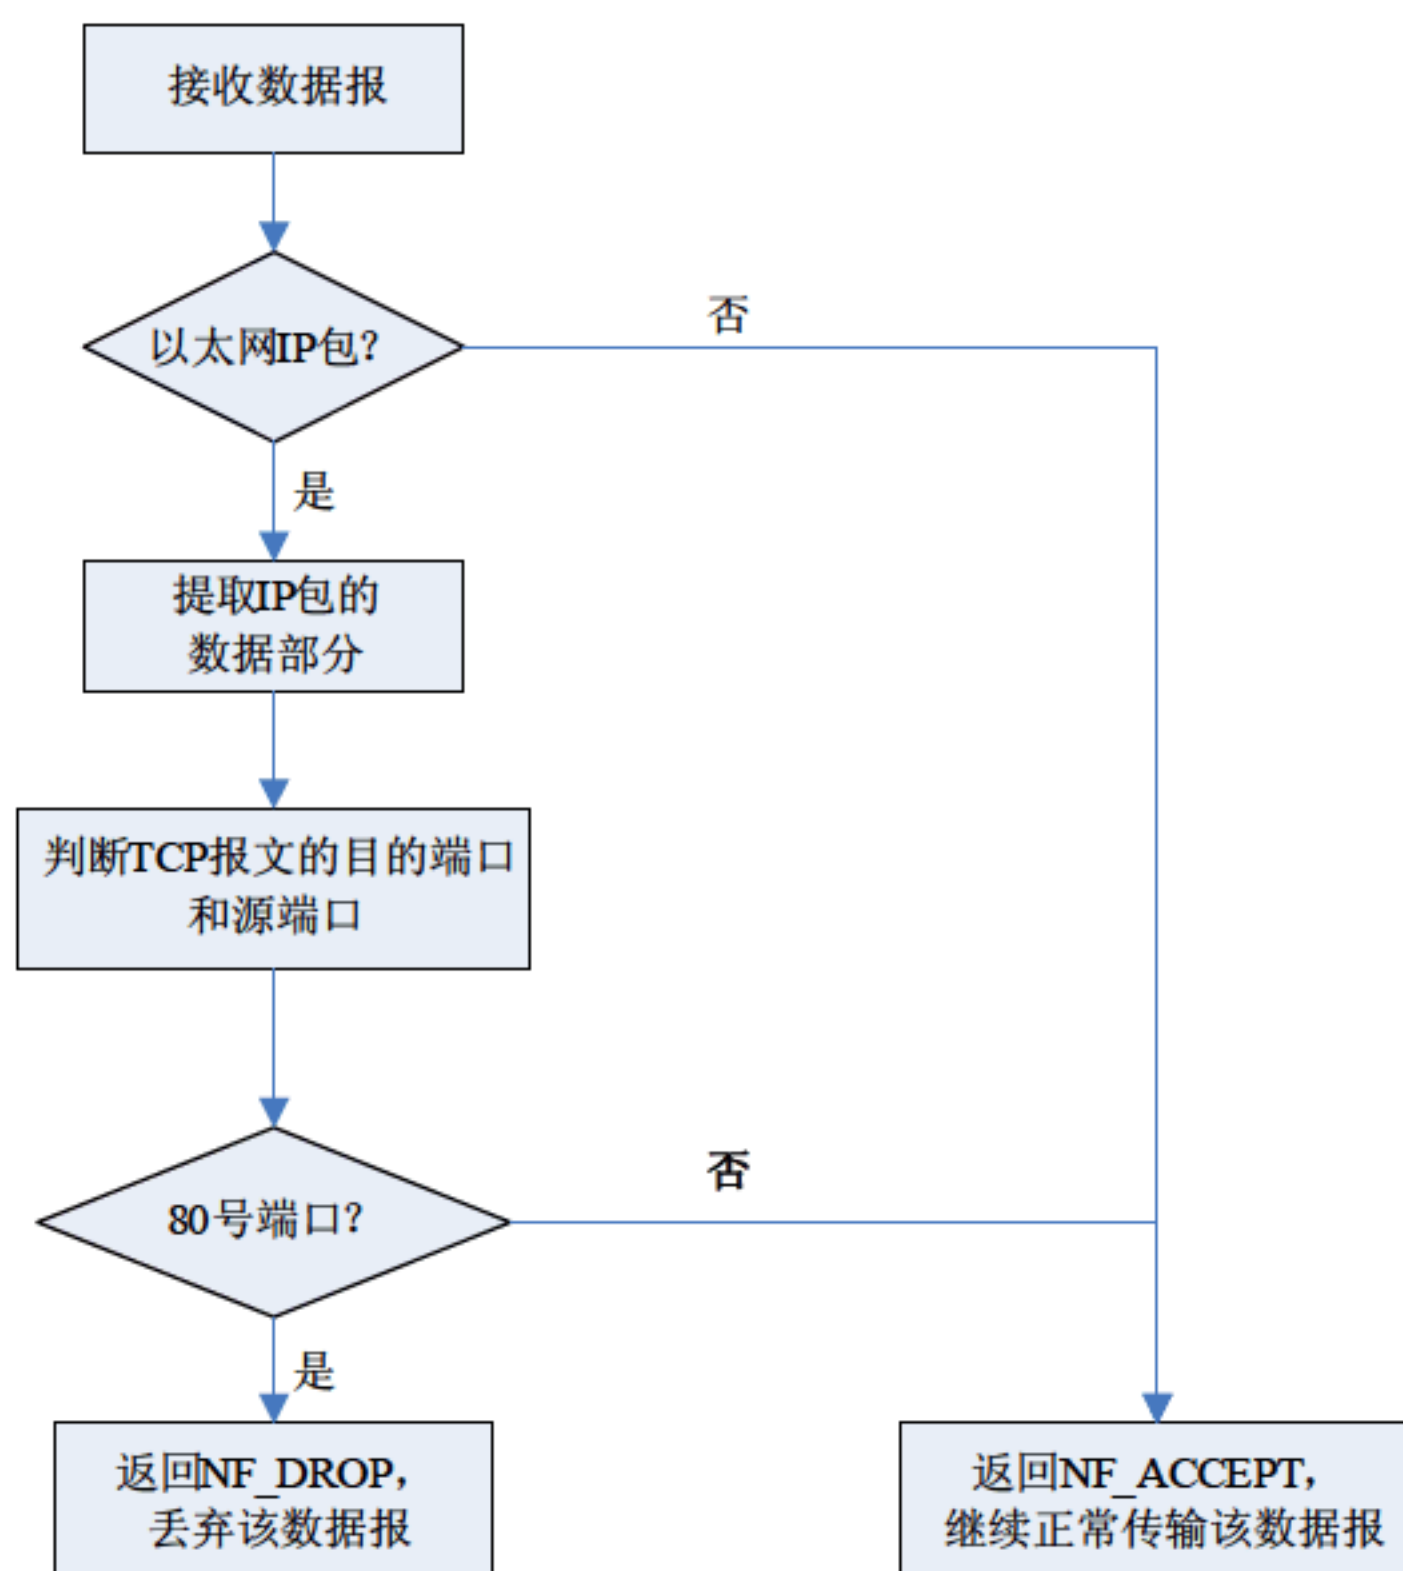 接收数据报
以太网IP包?
否
是
提取IP包的
数据部分
判断TCP报文的目的端口
和源端口
80号端口?
否
是
返回NF_DROP,
丢弃该数据报
返回NF_ACCEPT,
继续正常传输该数据报